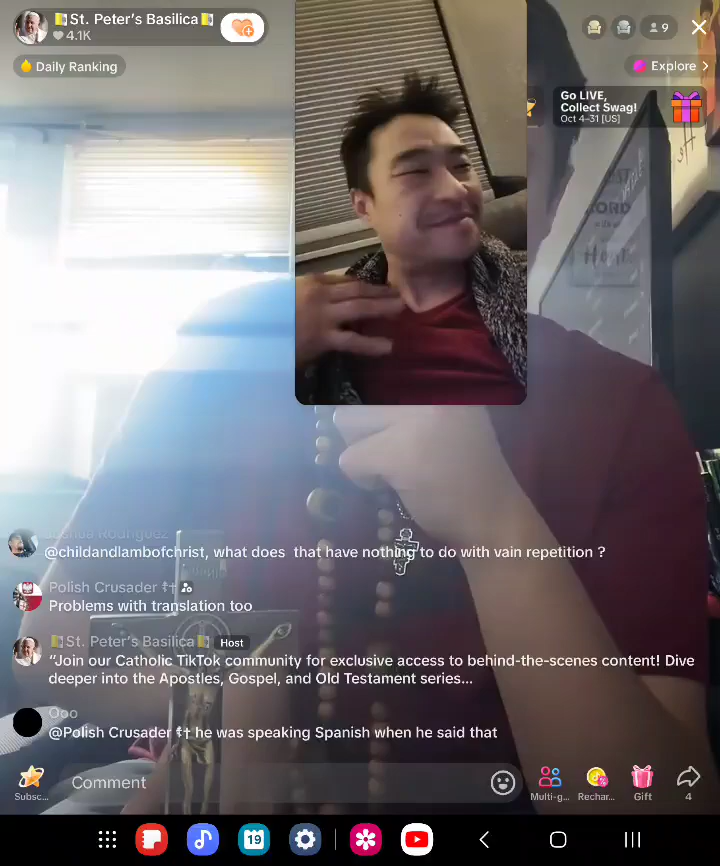 St. Peter's Basilica
4.1K
9
Daily Ranking
Explore
Go LIVE,
Collect Swag!
Oct 4–31 [US]
LORD
Joshua Rodriguez
@childandlambofchrist, what does that have nothing to do with vain repetition ?
Polish Crusader
Problems with translation too
St. Peter's Basilica Host
“Join our Catholic TikTok community for exclusive access to behind-the-scenes content! Dive
deeper into the Apostles, Gospel, and Old Testament series...
Ooo
@Polish Crusader he was speaking Spanish when he said that
Comment
Subsc...
Multi-g...
Rechar...
Gift
4
19